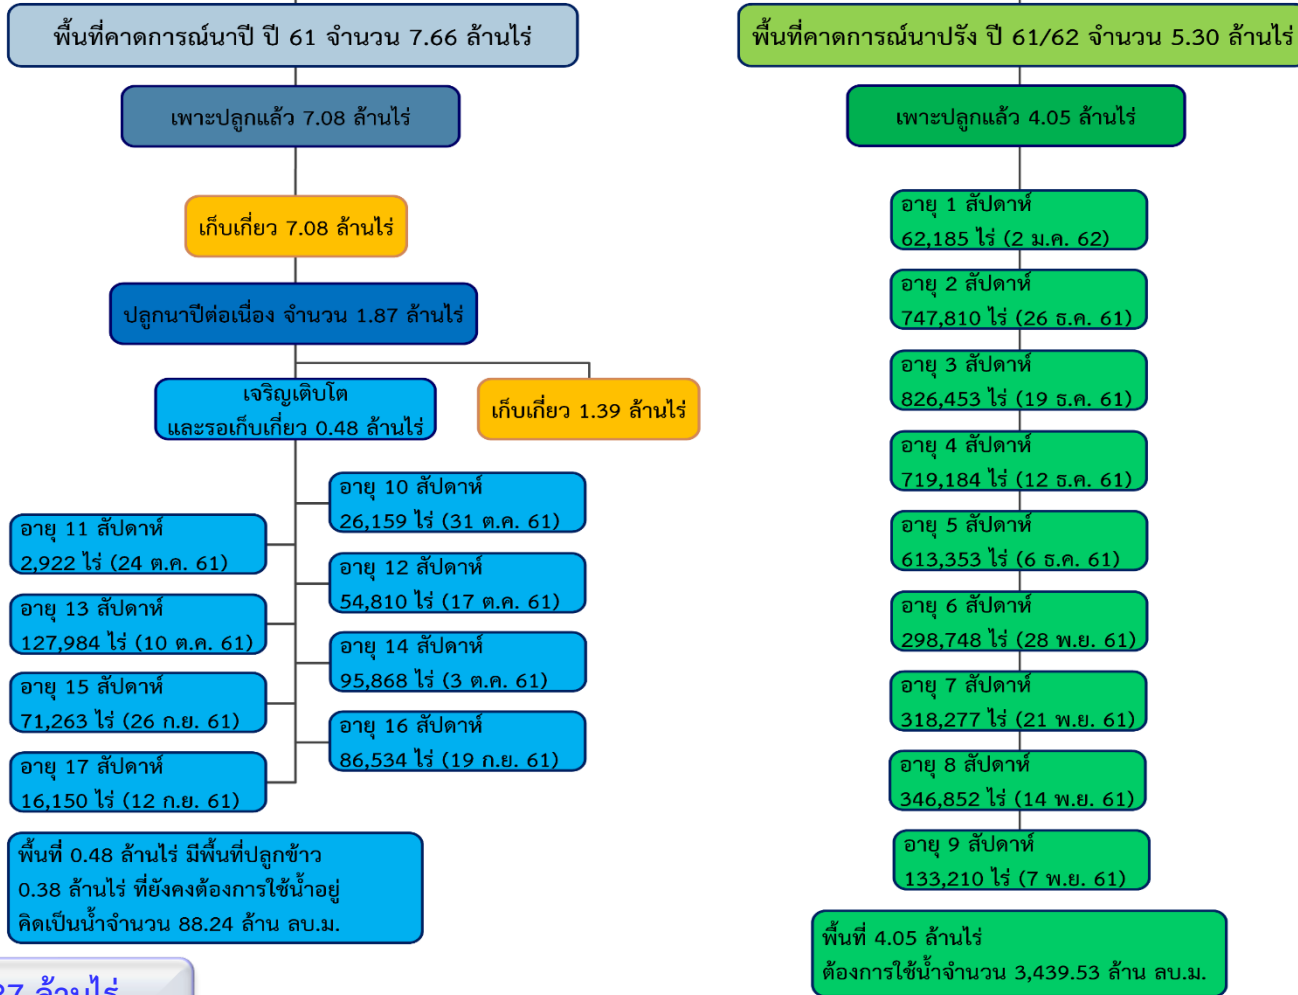 พื้นที่คาดการณ์นาปี ปี 61 จำนวน 7.66 ล้านไร่
เพาะปลูกแล้ว 7.08 ล้านไร่
เก็บเกี่ยว 7.08 ล้านไร่
ปลูกนาปีต่อเนื่อง จำนวน 1.87 ล้านไร่
เจริญเติบโต
และรอเก็บเกี่ยว 0.48 ล้านไร่
เก็บเกี่ยว 1.39 ล้านไร่
อายุ 10 สัปดาห์
26,159 ไร่ (31 ต.ค. 61)
อายุ 11 สัปดาห์
2,922 ไร่ (24 ต.ค. 61)
อายุ 12 สัปดาห์
54,810 ไร่ (17 ต.ค. 61)
อายุ 13 สัปดาห์
127,984 ไร่ (10 ต.ค. 61)
อายุ 14 สัปดาห์
95,868 ไร่ (3 ต.ค. 61)
อายุ 15 สัปดาห์
71,263 ไร่ (26 ก.ย. 61)
อายุ 16 สัปดาห์
86,534 ไร่ (19 ก.ย. 61)
อายุ 17 สัปดาห์
16,150 ไร่ (12 ก.ย. 61)
พื้นที่ 0.48 ล้านไร่ มีพื้นที่ปลูกข้าว
0.38 ล้านไร่ ที่ยังคงต้องการใช้น้ำอยู่
คิดเป็นน้ำจำนวน 88.24 ล้าน ลบ.ม.
พื้นที่คาดการณ์นาปรัง ปี 61/62 จำนวน 5.30 ล้านไร่
เพาะปลูกแล้ว 4.05 ล้านไร่
อายุ 1 สัปดาห์
62,185 ไร่ (2 ม.ค. 62)
อายุ 2 สัปดาห์
747,810 ไร่ (26 ธ.ค. 61)
อายุ 3 สัปดาห์
826,453 ไร่ (19 ธ.ค. 61)
อายุ 4 สัปดาห์
719,184 ไร่ (12 ธ.ค. 61)
อายุ 5 สัปดาห์
613,353 ไร่ (6 ธ.ค. 61)
อายุ 6 สัปดาห์
298,748 ไร่ (28 พ.ย. 61)
อายุ 7 สัปดาห์
318,277 ไร่ (21 พ.ย. 61)
อายุ 8 สัปดาห์
346,852 ไร่ (14 พ.ย. 61)
อายุ 9 สัปดาห์
133,210 ไร่ (7 พ.ย. 61)
พื้นที่ 4.05 ล้านไร่
ต้องการใช้น้ำจำนวน 3,439.53 ล้าน ลบ.ม.
ล้านไร่